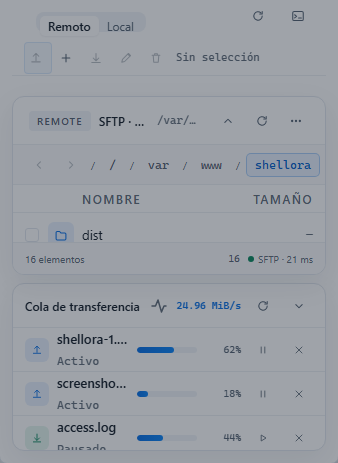 Remoto Local
Sin selección
REMOTE SFTP · ... /var/...
/ / / var / www / shellora
NOMBRE TAMAÑO
dist —
16 elementos 16 SFTP · 21 ms
Cola de transferencia 24.96 MiB/s
shellora-1....
Activo
62%
screensho...
Activo
18%
access.log
Pausado
44%